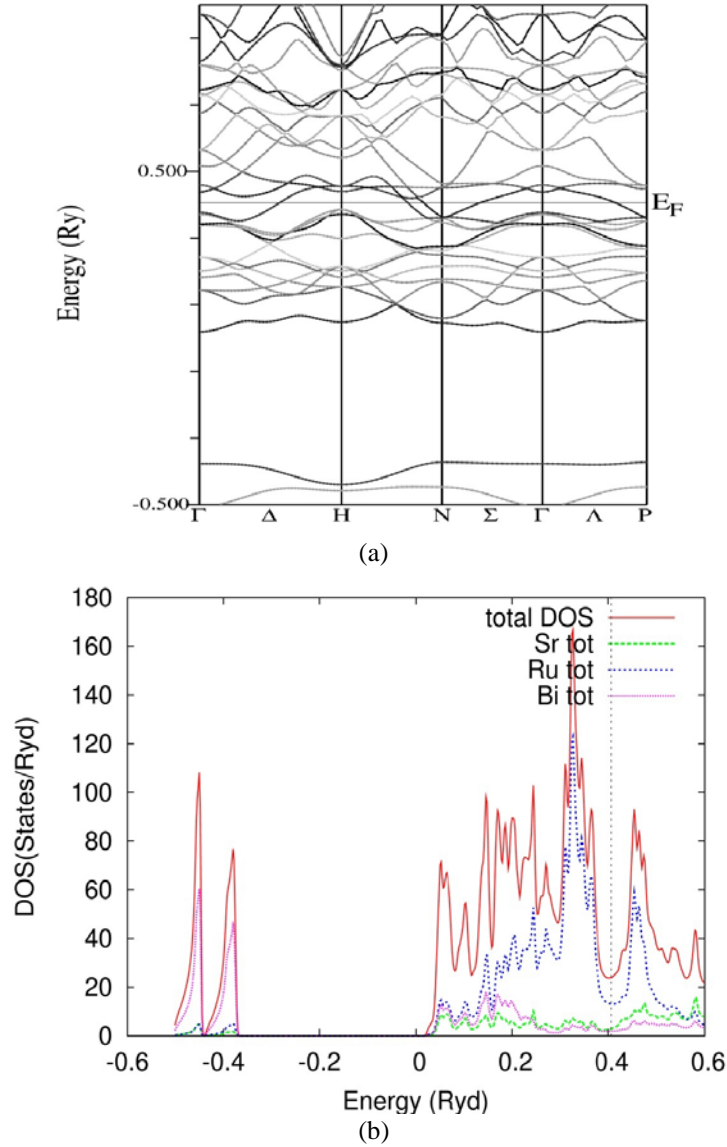 0.500
E_F
Energy (Ry)
-0.500
Γ Δ H N Σ Γ Λ P
(a)
180
160
140
120
100
80
60
40
20
0
total DOS
Sr tot
Ru tot
Bi tot
DOS(States/Ryd)
-0.6 -0.4 -0.2 0 0.2 0.4 0.6
Energy (Ryd)
(b)